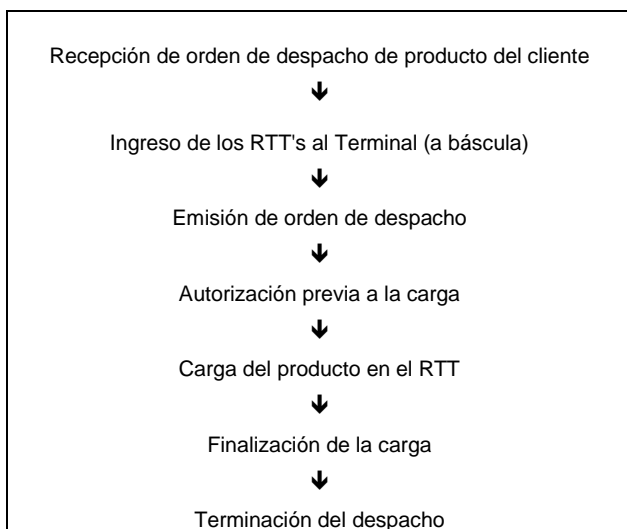 Recepción de orden de despacho de producto del cliente
Ingreso de los RTT's al Terminal (a báscula)
Emisión de orden de despacho
Autorización previa a la carga
Carga del producto en el RTT
Finalización de la carga
Terminación del despacho